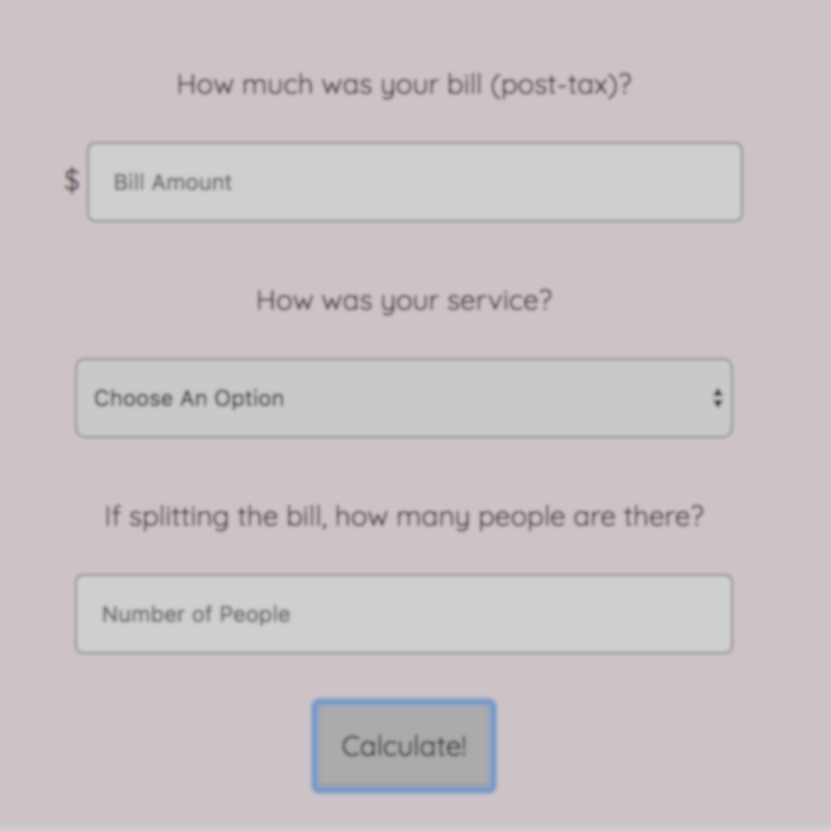 How much was your bill (post-tax)?
$ Bill Amount
How was your service?
Choose An Option
If splitting the bill, how many people are there?
Number of People
Calculate!